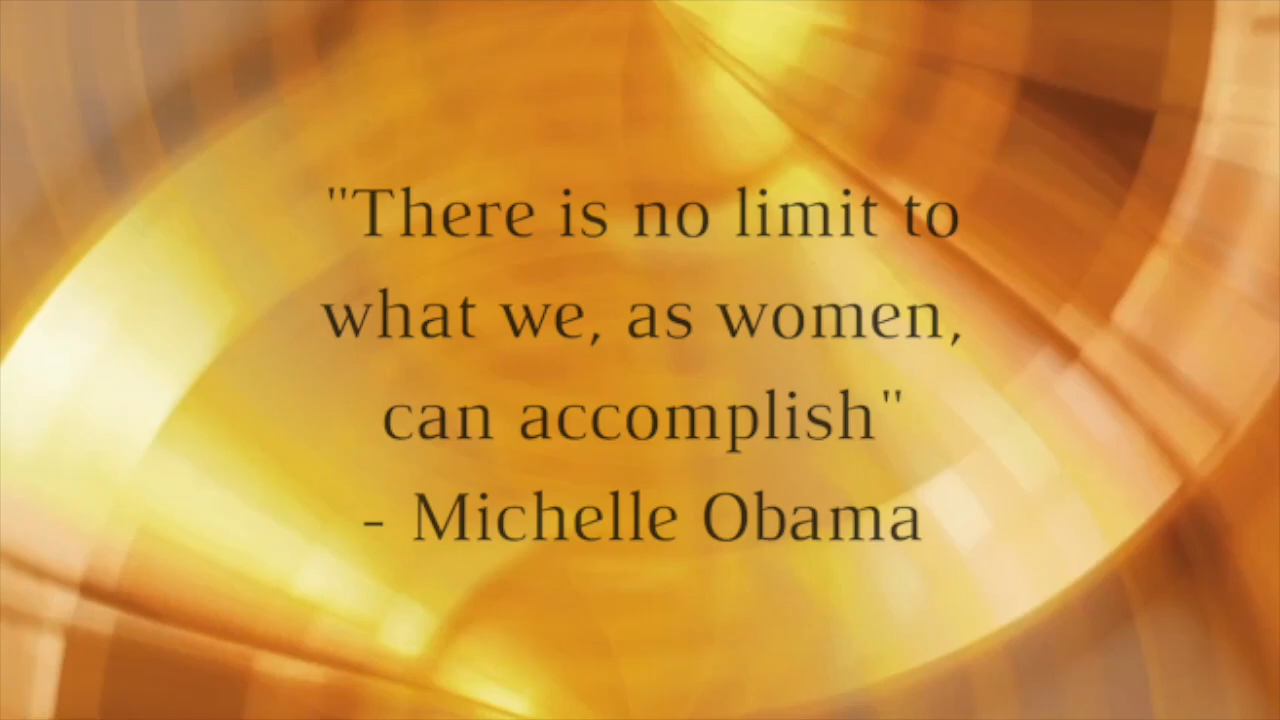 "There is no limit to
what we, as women,
can accomplish"
- Michelle Obama